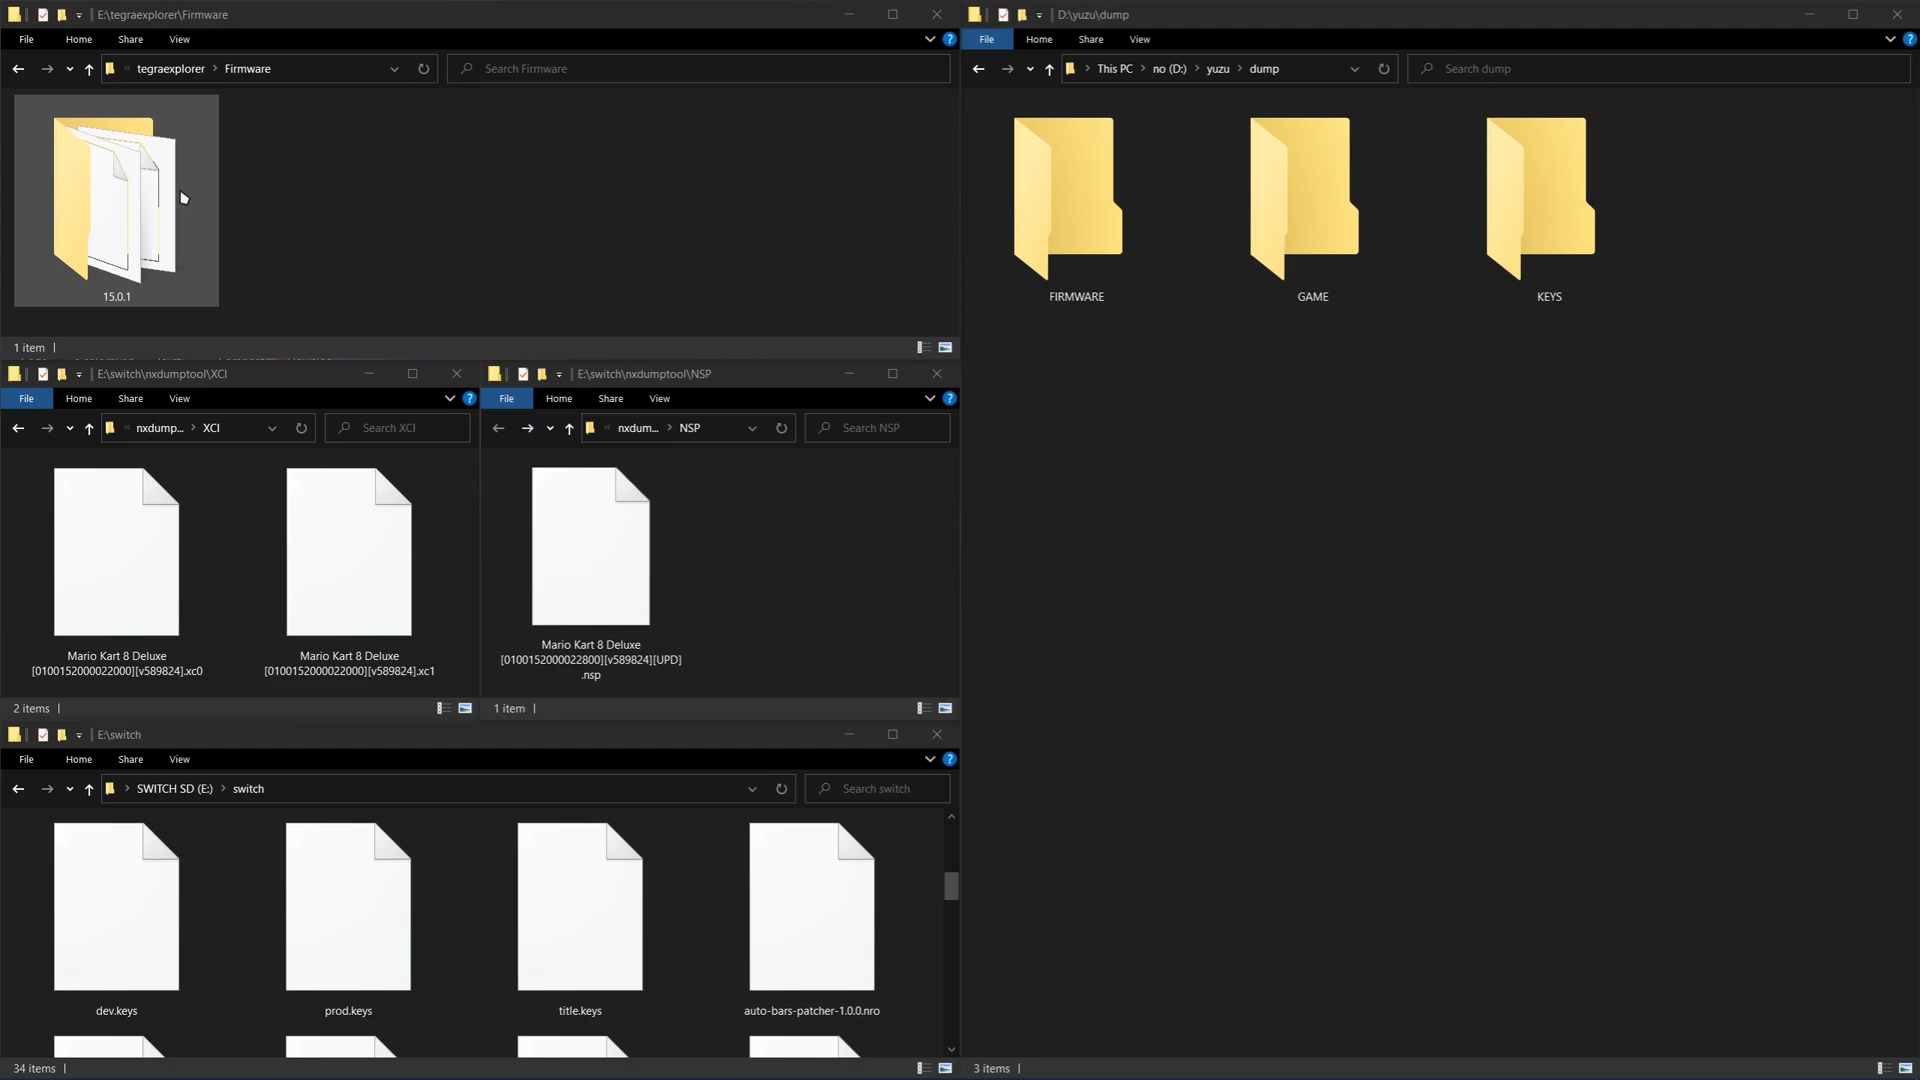 E:\tegraexplorer\Firmware
File Home Share View
tegraexplorer Firmware
Search Firmware
15.0.1
1 item
E:\switch\nxdumptool\XCI
File Home Share View
nxdump... XCI
Search XCI
Mario Kart 8 Deluxe
[0100152000022000][v589824].xc0
Mario Kart 8 Deluxe
[0100152000022000][v589824].xc1
2 items
E:\switch\nxdumptool\NSP
File Home Share View
nxdum... NSP
Search NSP
Mario Kart 8 Deluxe
[0100152000022800][v589824][UPD]
.nsp
1 item
E:\switch
File Home Share View
SWITCH SD (E:) switch
Search switch
dev.keys
prod.keys
title.keys
auto-bars-patcher-1.0.0.nro
34 items
D:\yuzu\dump
File Home Share View
This PC no (D:) yuzu dump
Search dump
FIRMWARE
GAME
KEYS
3 items